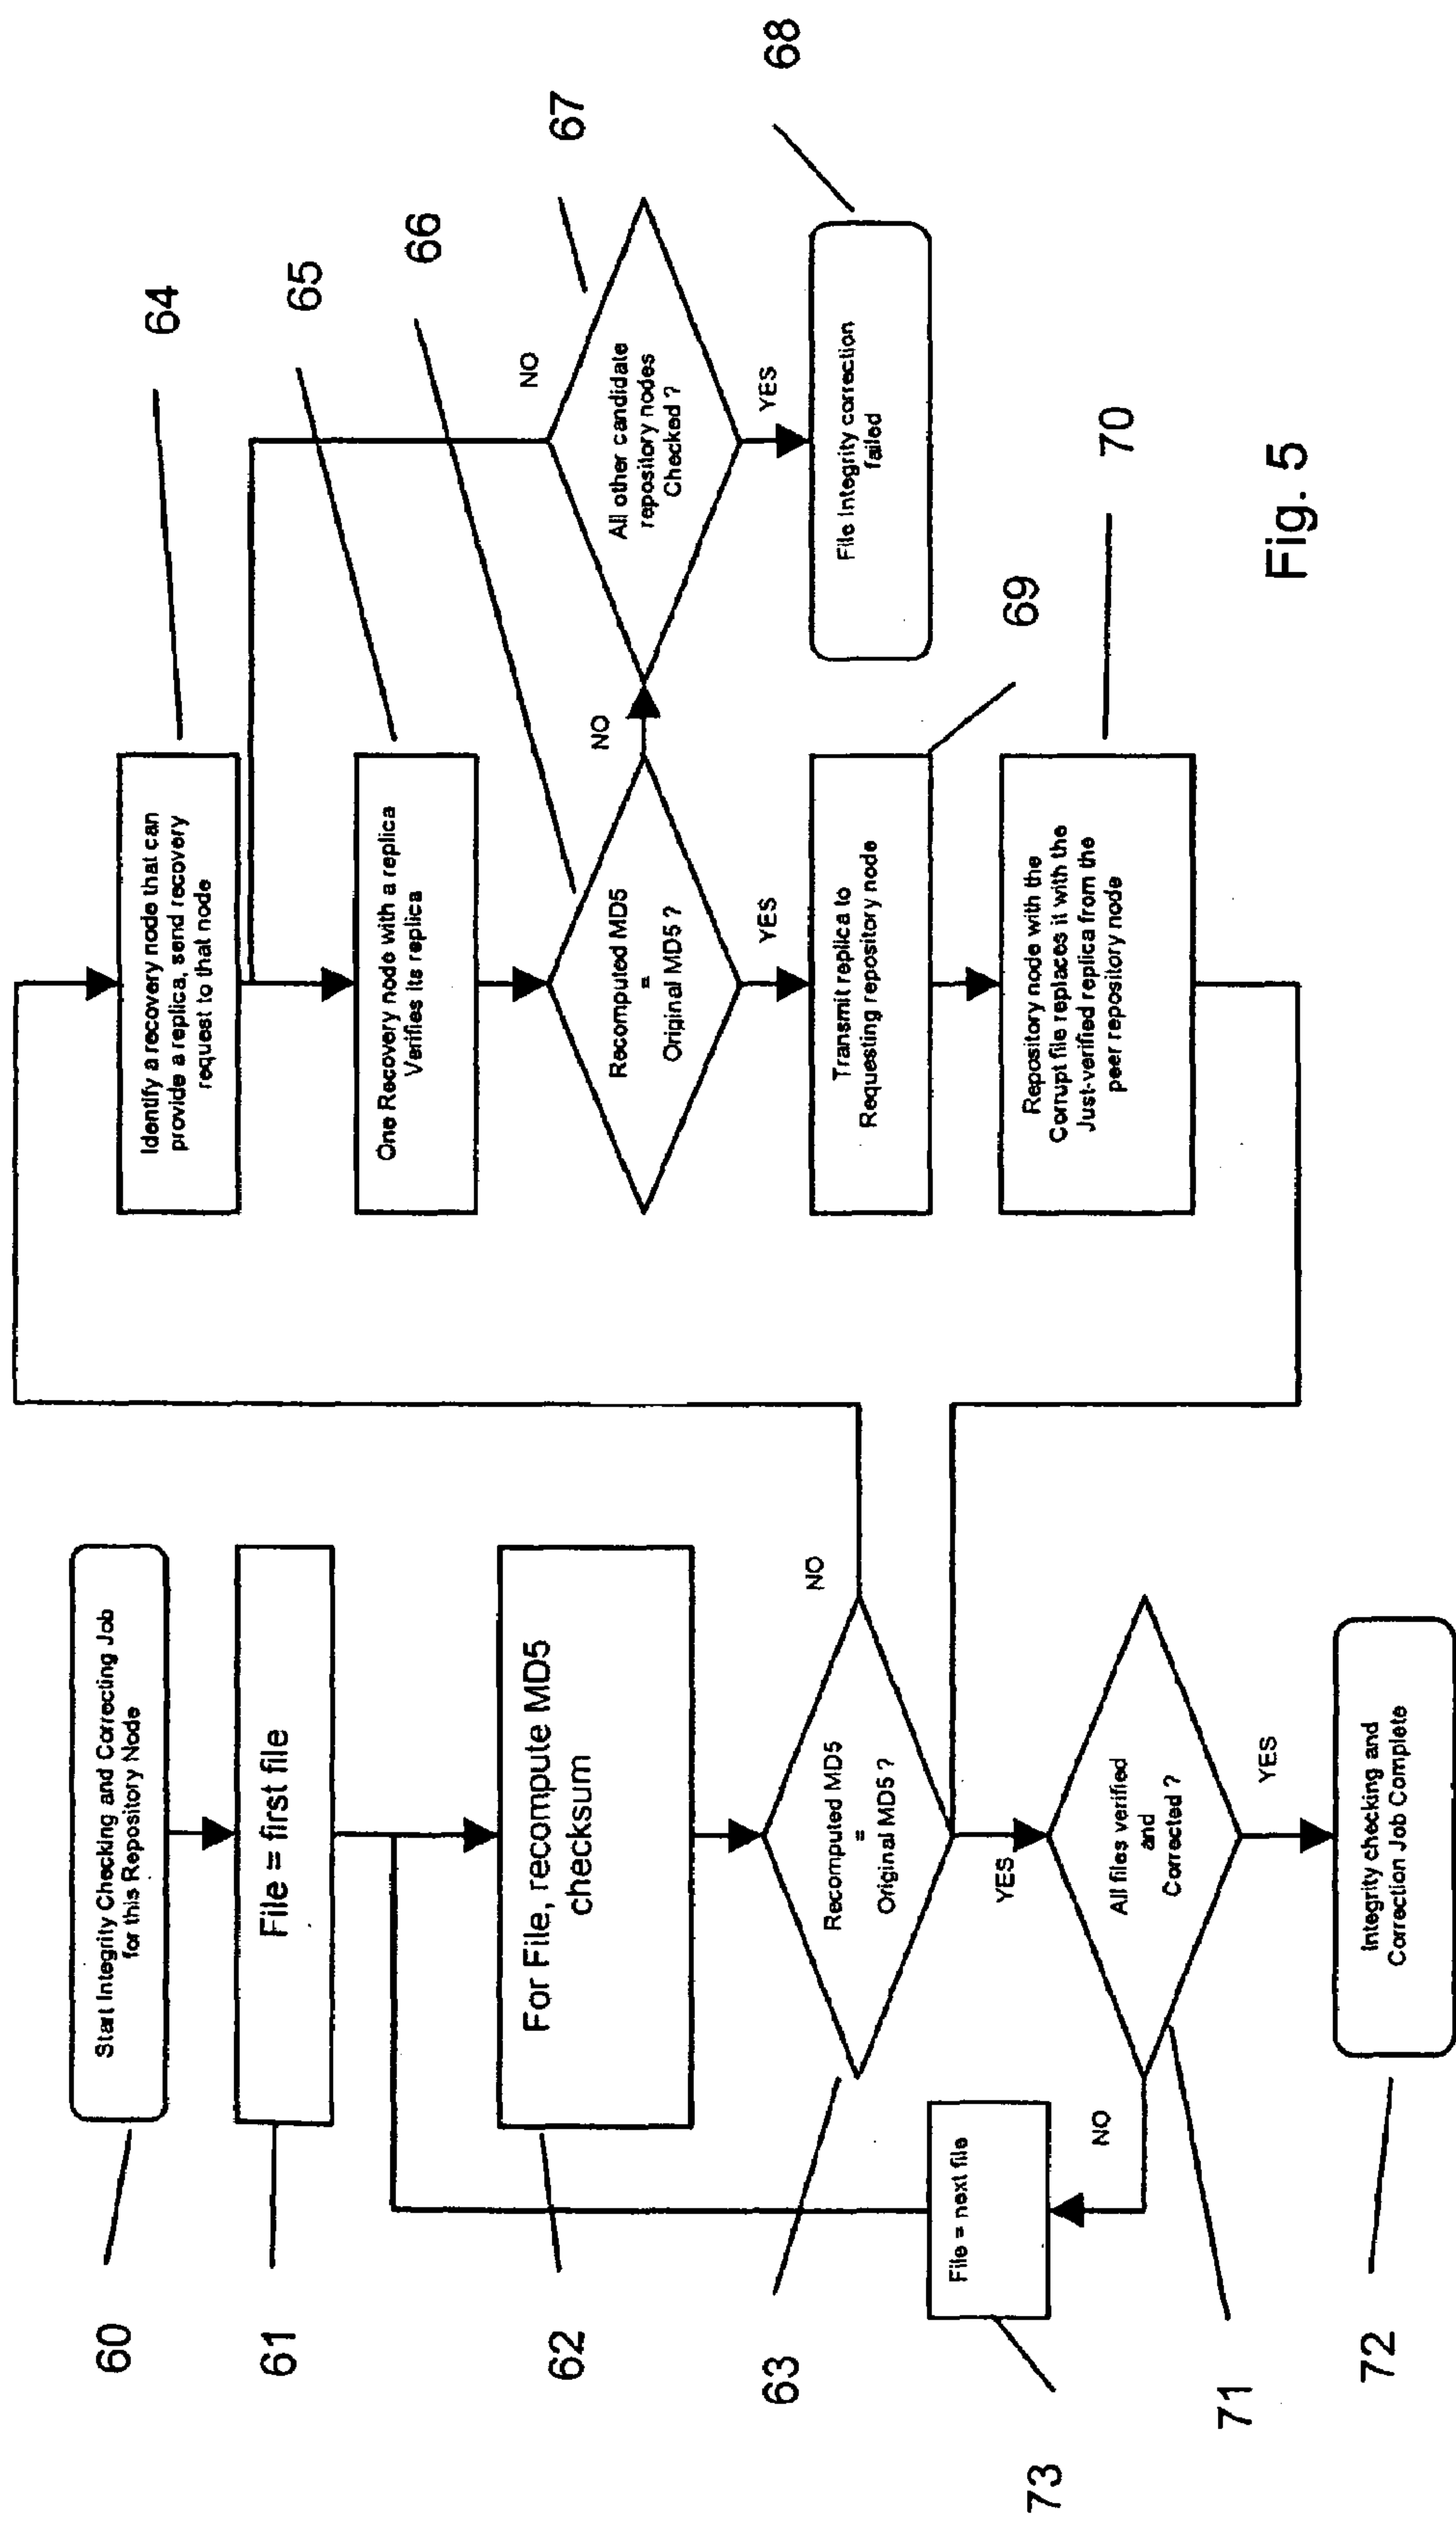 60
Start Integrity Checking and Correcting Job
for this Repository Node
61
File = first file
62
For File, recompute MD5
checksum
63
Recomputed MD5
=
Original MD5 ?
NO
YES
71
All files verified
and
Corrected ?
NO
YES
73
File = next file
72
Integrity checking and
Correction Job Complete
64
Identify a recovery node that can
provide a replica, send recovery
request to that node
65
One Recovery node with a replica
Verifies its replica
66
Recomputed MD5
=
Original MD5 ?
NO
YES
67
All other candidate
repository nodes
Checked ?
NO
YES
68
File Integrity correction
failed
69
Transmit replica to
Requesting repository node
70
Repository node with the
Corrupt file replaces it with the
Just-verified replica from the
peer repository node
Fig. 5